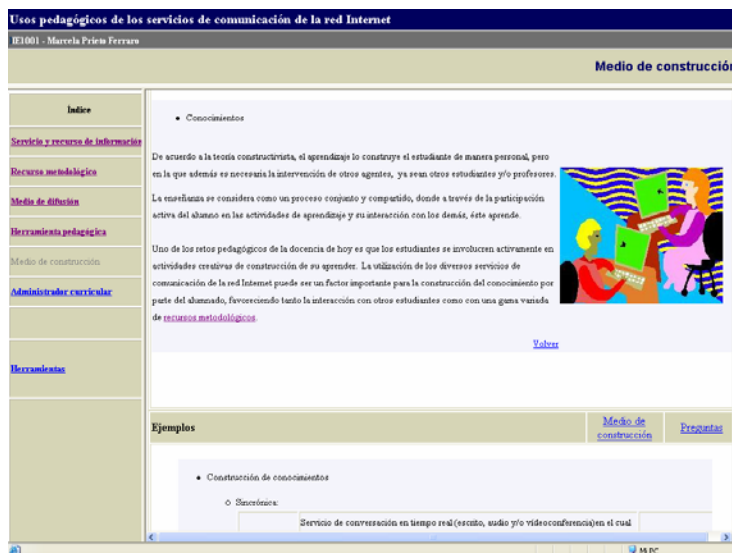 Usos pedagógicos de los servicios de comunicación de la red Internet
IE1001 - Marcela Prieto Ferraro
Medio de construcción
Índice
Servicio y recurso de información
Recurso metodológico
Medio de difusión
Herramienta pedagógica
Medio de construcción
Administrador curricular
Herramientas
• Conocimientos
De acuerdo a la teoría constructivista, el aprendizaje lo construye el estudiante de manera personal, pero
en la que además es necesaria la intervención de otros agentes, ya sean otros estudiantes y/o profesores.
La enseñanza se considera como un proceso conjunto y compartido, donde a través de la participación
activa del alumno en las actividades de aprendizaje y su interacción con los demás, éste aprende.
Uno de los retos pedagógicos de la docencia de hoy es que los estudiantes se involucren activamente en
actividades creativas de construcción de su aprender. La utilización de los diversos servicios de
comunicación de la red Internet puede ser un factor importante para la construcción del conocimiento por
parte del alumnado, favoreciendo tanto la interacción con otros estudiantes como con una gama variada
de recursos metodológicos.
Volver
Ejemplos
Medio de
construcción
Preguntas
• Construcción de conocimientos
o Sincrónica:
Servicio de conversación en tiempo real (escrito, audio y/o vídeoconferencia)en el cual
Mi PC